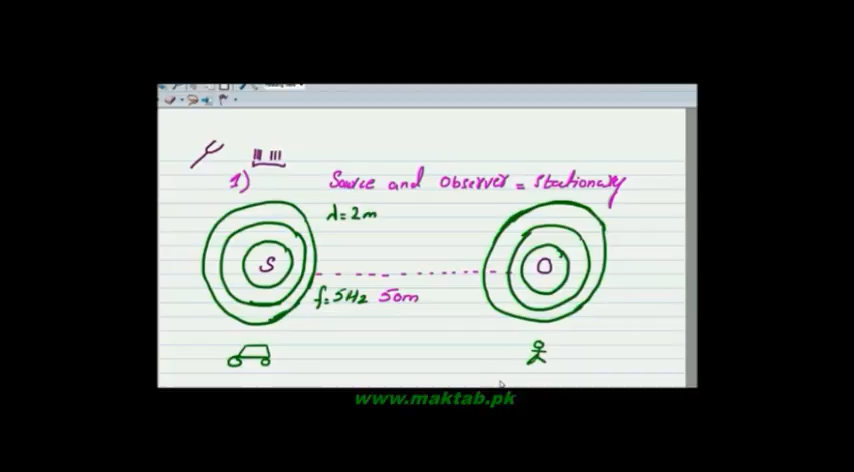 1) Source and Observer = Stationary
λ=2m
S
O
f=5Hz 50m
www.maktab.pk